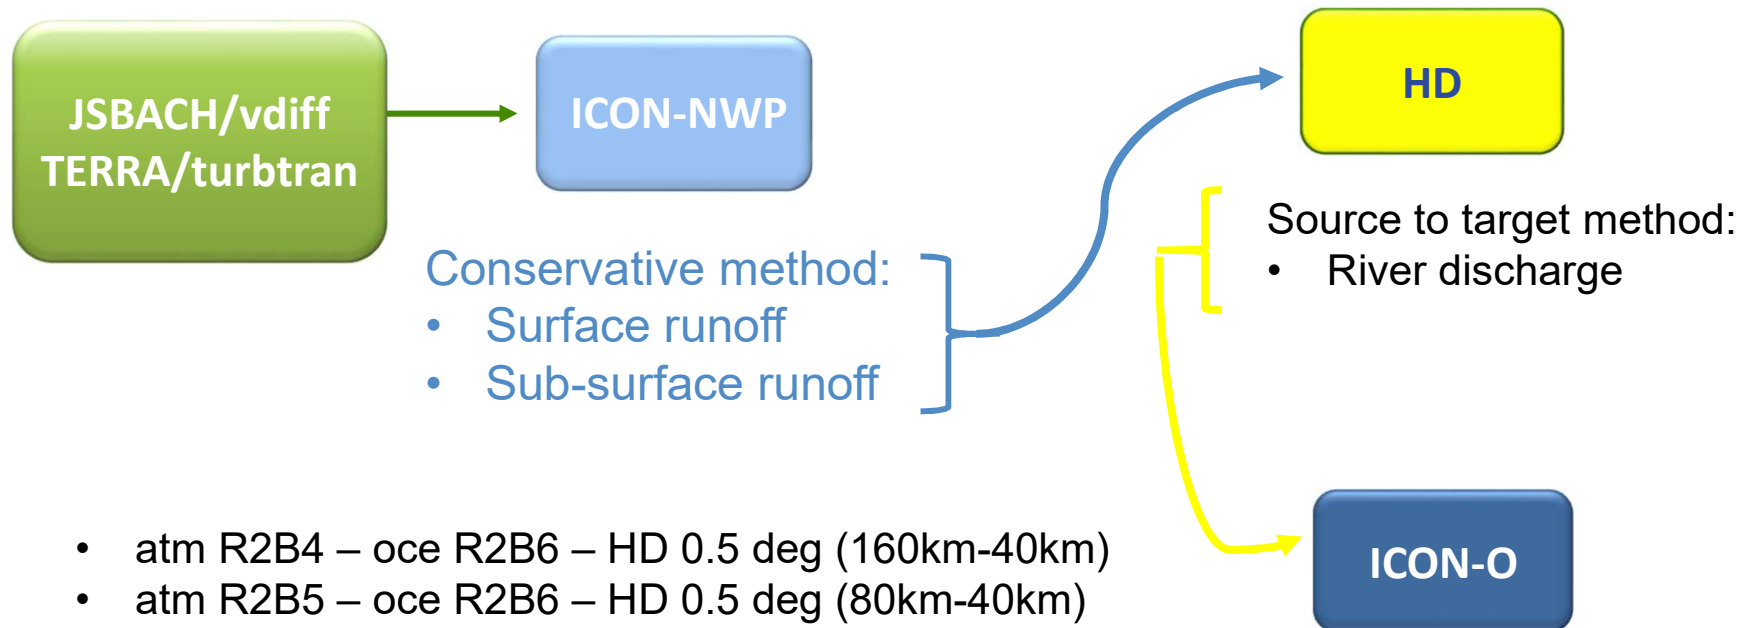 JSBACH/vdiff
TERRA/turbtran
ICON-NWP
HD
Conservative method:
• Surface runoff
• Sub-surface runoff
Source to target method:
• River discharge
• atm R2B4 – oce R2B6 – HD 0.5 deg (160km-40km)
• atm R2B5 – oce R2B6 – HD 0.5 deg (80km-40km)
ICON-O